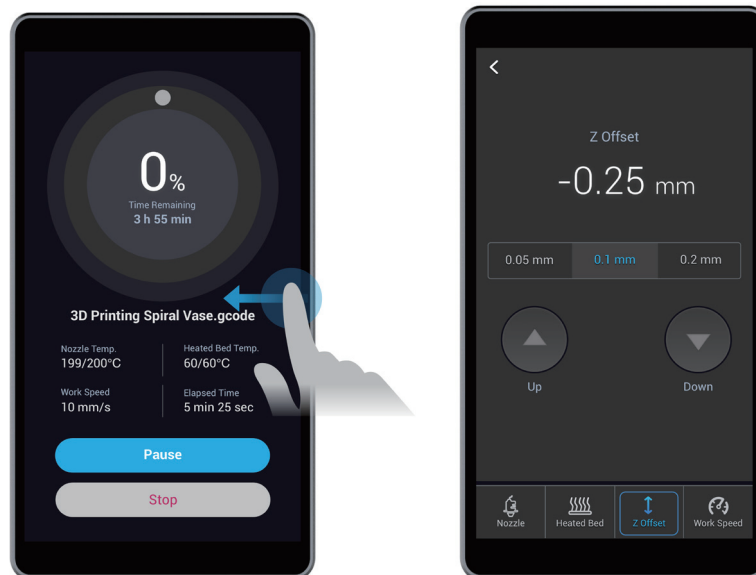 0%
Time Remaining
3 h 55 min
3D Printing Spiral Vase.gcode
Nozzle Temp.
199/200°C
Heated Bed Temp.
60/60°C
Work Speed
10 mm/s
Elapsed Time
5 min 25 sec
Pause
Stop
Z Offset
-0.25 mm
0.05 mm 0.1 mm 0.2 mm
Up Down
Nozzle Heated Bed Z Offset Work Speed